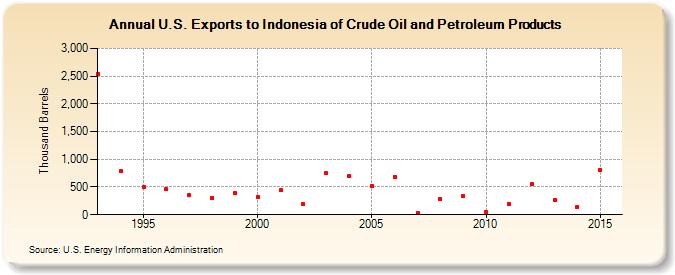 Annual U.S. Exports to Indonesia of Crude Oil and Petroleum Products
Thousand Barrels
3,000
2,500
2,000
1,500
1,000
500
0
1995 2000 2005 2010 2015
Source: U.S. Energy Information Administration